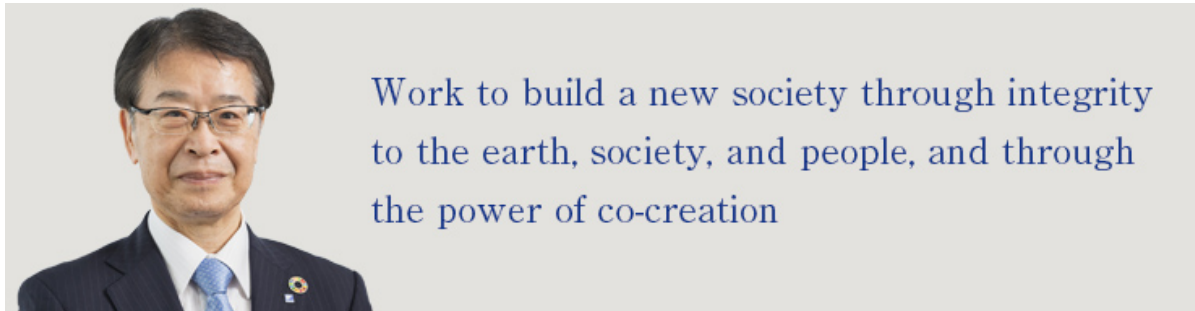 Work to build a new society through integrity
to the earth, society, and people, and through
the power of co-creation